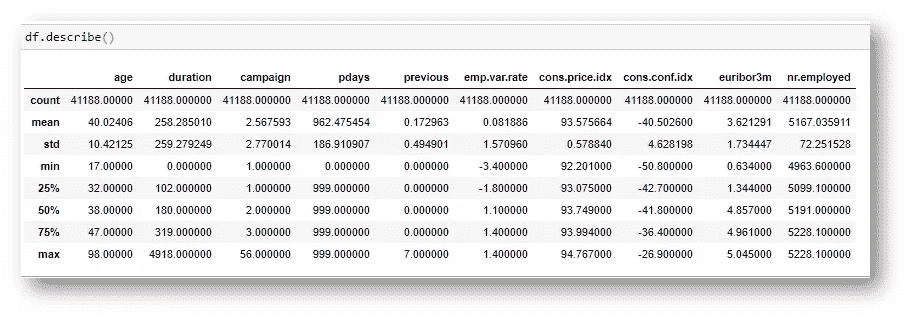 df.describe()
age duration campaign pdays previous emp.var.rate cons.price.idx cons.conf.idx euribor3m nr.employed
count 41188.00000 41188.000000 41188.000000 41188.000000 41188.000000 41188.000000 41188.000000 41188.000000 41188.000000 41188.000000
mean 40.02406 258.285010 2.567593 962.475454 0.172963 0.081886 93.575664 -40.502600 3.621291 5167.035911
std 10.42125 259.279249 2.770014 186.910907 0.494901 1.570960 0.578840 4.628198 1.734447 72.251528
min 17.00000 0.000000 1.000000 0.000000 0.000000 -3.400000 92.201000 -50.800000 0.634000 4963.600000
25% 32.00000 102.000000 1.000000 999.000000 0.000000 -1.800000 93.075000 -42.700000 1.344000 5099.100000
50% 38.00000 180.000000 2.000000 999.000000 0.000000 1.100000 93.749000 -41.800000 4.857000 5191.000000
75% 47.00000 319.000000 3.000000 999.000000 0.000000 1.400000 93.994000 -36.400000 4.961000 5228.100000
max 98.00000 4918.000000 56.000000 999.000000 7.000000 1.400000 94.767000 -26.900000 5.045000 5228.100000